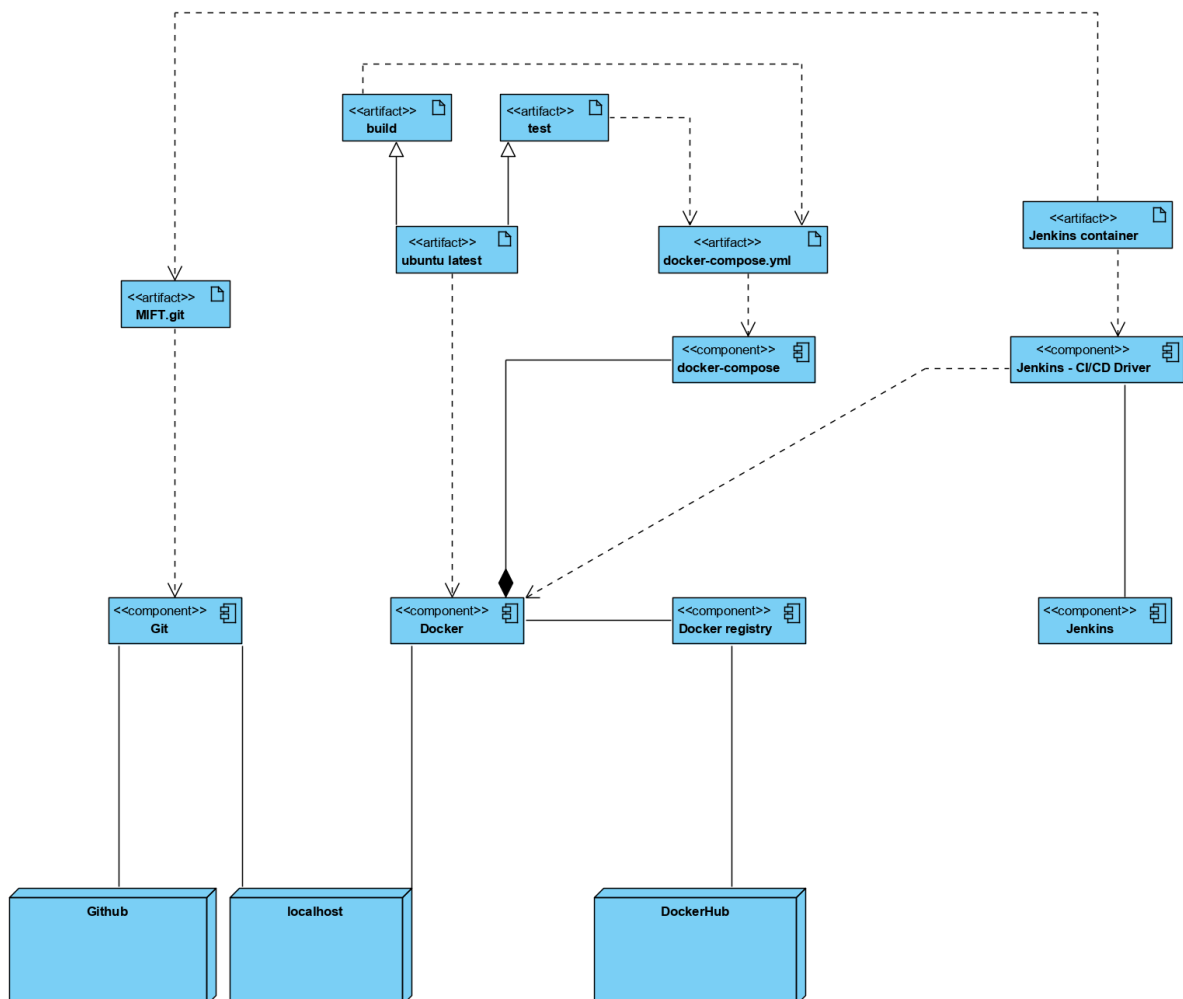 <<artifact>>
build
<<artifact>>
test
<<artifact>>
Jenkins container
<<artifact>>
ubuntu latest
<<artifact>>
docker-compose.yml
<<artifact>>
MIFT.git
<<component>>
docker-compose
<<component>>
Jenkins - CI/CD Driver
<<component>>
Git
<<component>>
Docker
<<component>>
Docker registry
<<component>>
Jenkins
Github
localhost
DockerHub